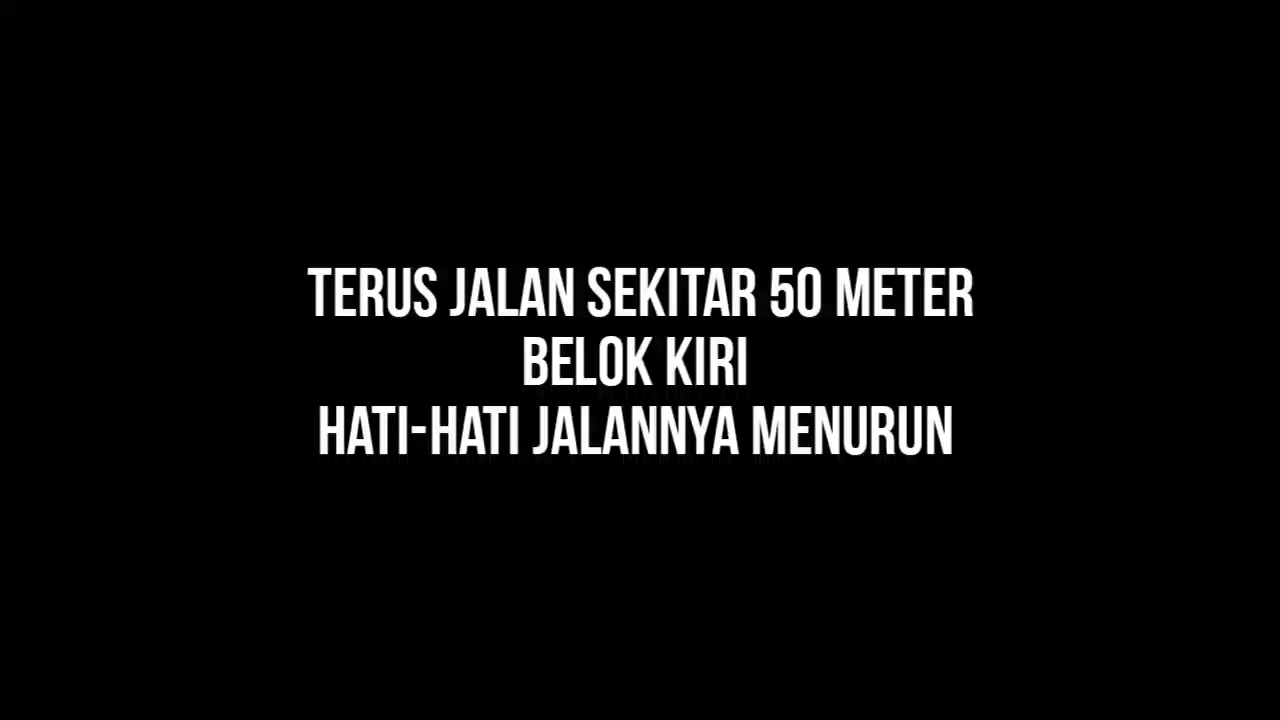 TERUS JALAN SEKITAR 50 METER
BELOK KIRI
HATI-HATI JALANNYA MENURUN